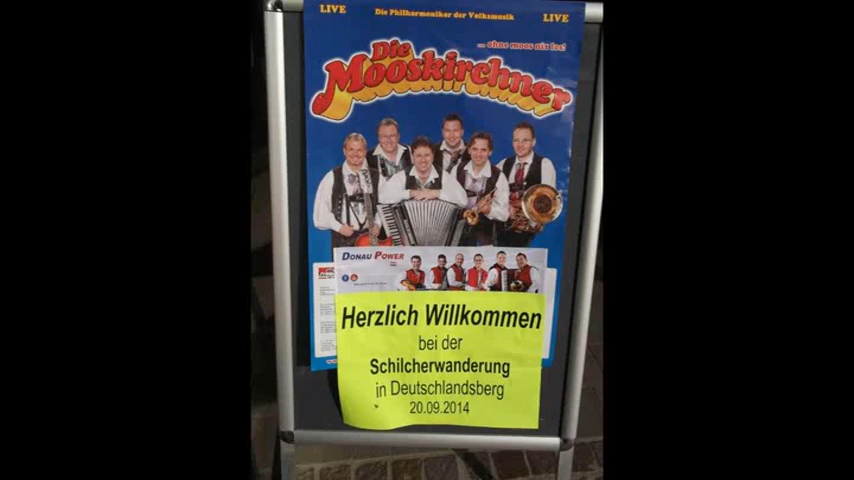 LIVE
Die Philharmoniker der Volksmusik
LIVE
... ohne moos nix los!
Die
Mooskirchner
DONAU POWER
Herzlich Willkommen
bei der
Schilcherwanderung
in Deutschlandsberg
20.09.2014